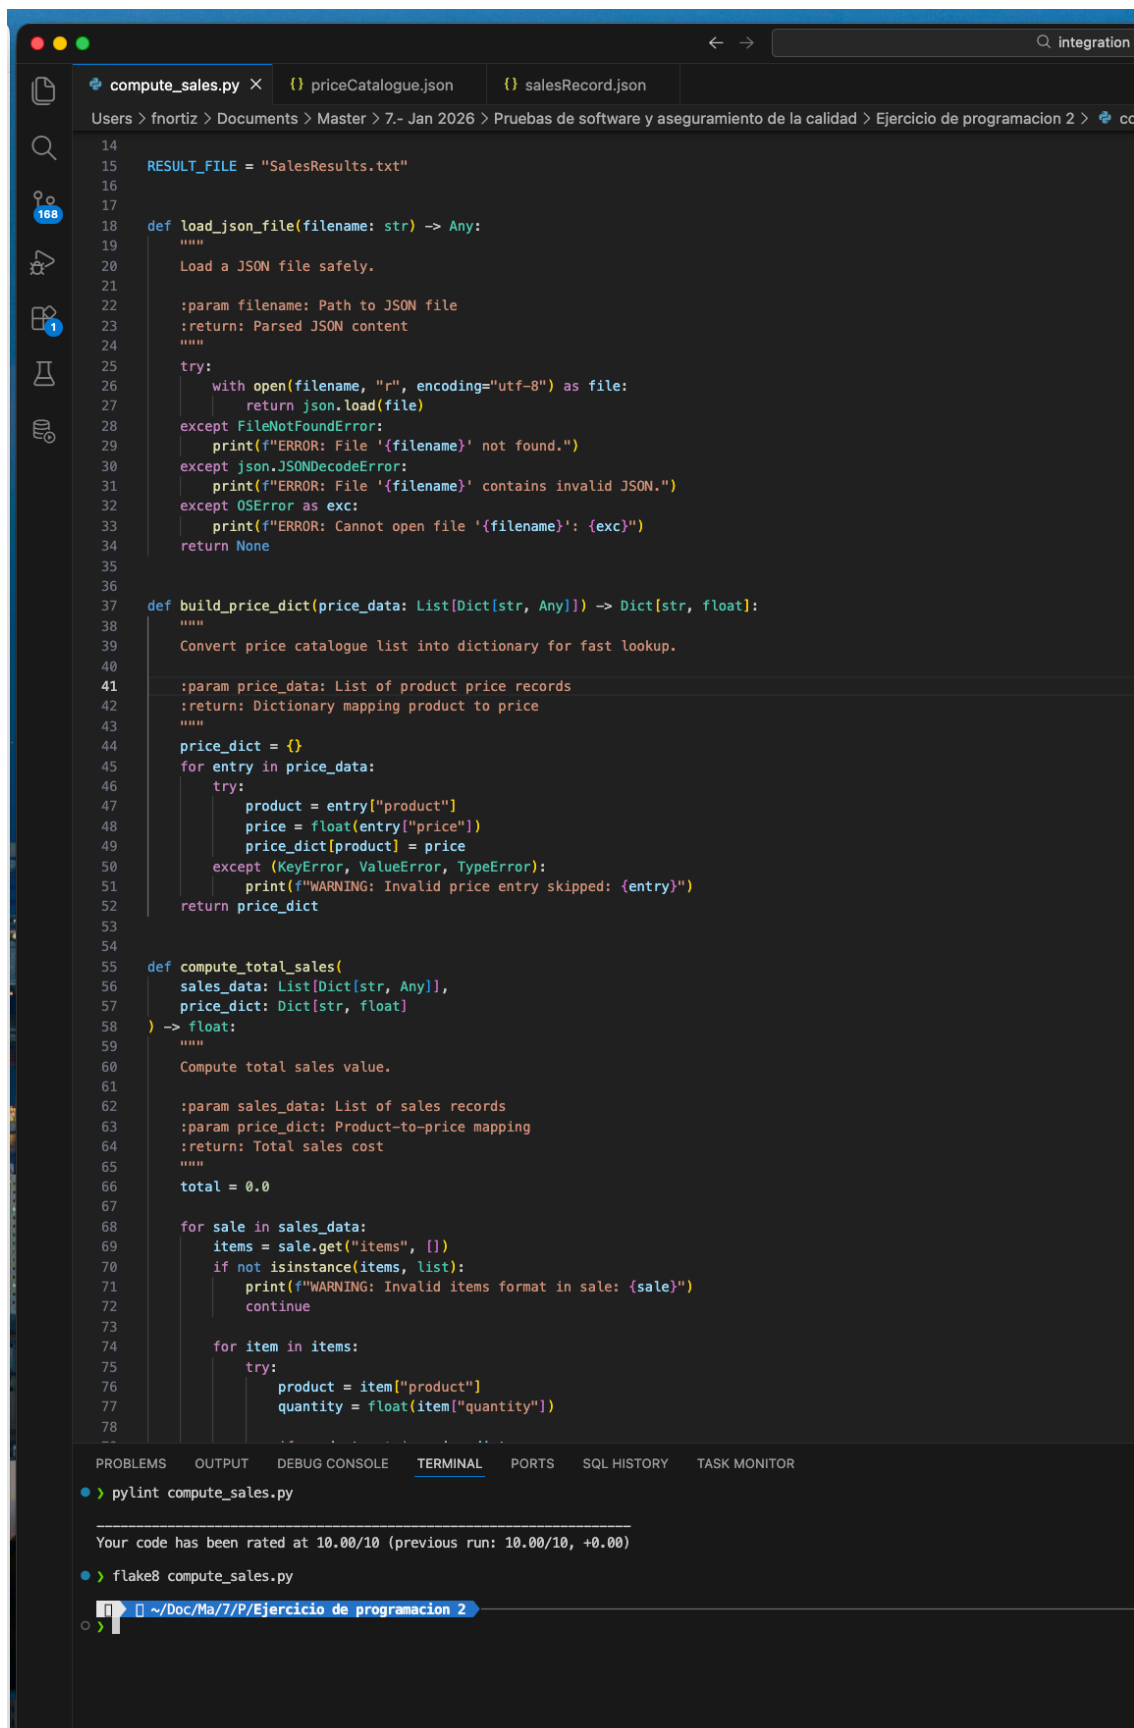 integration
compute_sales.py
{} priceCatalogue.json
{} salesRecord.json
Users > fnortiz > Documents > Master > 7.- Jan 2026 > Pruebas de software y aseguramiento de la calidad > Ejercicio de programacion 2 > co
168
1
14
15 RESULT_FILE = "SalesResults.txt"
16
17
18 def load_json_file(filename: str) -> Any:
19     """
20     Load a JSON file safely.
21
22     :param filename: Path to JSON file
23     :return: Parsed JSON content
24     """
25     try:
26         with open(filename, "r", encoding="utf-8") as file:
27             return json.load(file)
28     except FileNotFoundError:
29         print(f"ERROR: File '{filename}' not found.")
30     except json.JSONDecodeError:
31         print(f"ERROR: File '{filename}' contains invalid JSON.")
32     except OSError as exc:
33         print(f"ERROR: Cannot open file '{filename}': {exc}")
34     return None
35
36
37 def build_price_dict(price_data: List[Dict[str, Any]]) -> Dict[str, float]:
38     """
39     Convert price catalogue list into dictionary for fast lookup.
40
41     :param price_data: List of product price records
42     :return: Dictionary mapping product to price
43     """
44     price_dict = {}
45     for entry in price_data:
46         try:
47             product = entry["product"]
48             price = float(entry["price"])
49             price_dict[product] = price
50         except (KeyError, ValueError, TypeError):
51             print(f"WARNING: Invalid price entry skipped: {entry}")
52     return price_dict
53
54
55 def compute_total_sales(
56     sales_data: List[Dict[str, Any]],
57     price_dict: Dict[str, float]
58 ) -> float:
59     """
60     Compute total sales value.
61
62     :param sales_data: List of sales records
63     :param price_dict: Product-to-price mapping
64     :return: Total sales cost
65     """
66     total = 0.0
67
68     for sale in sales_data:
69         items = sale.get("items", [])
70         if not isinstance(items, list):
71             print(f"WARNING: Invalid items format in sale: {sale}")
72             continue
73
74         for item in items:
75             try:
76                 product = item["product"]
77                 quantity = float(item["quantity"])
78
PROBLEMS OUTPUT DEBUG CONSOLE TERMINAL PORTS SQL HISTORY TASK MONITOR
❯ pylint compute_sales.py
--------------------------------------------------------------------
Your code has been rated at 10.00/10 (previous run: 10.00/10, +0.00)
❯ flake8 compute_sales.py
~/Doc/Ma/7/P/Ejercicio de programacion 2
❯